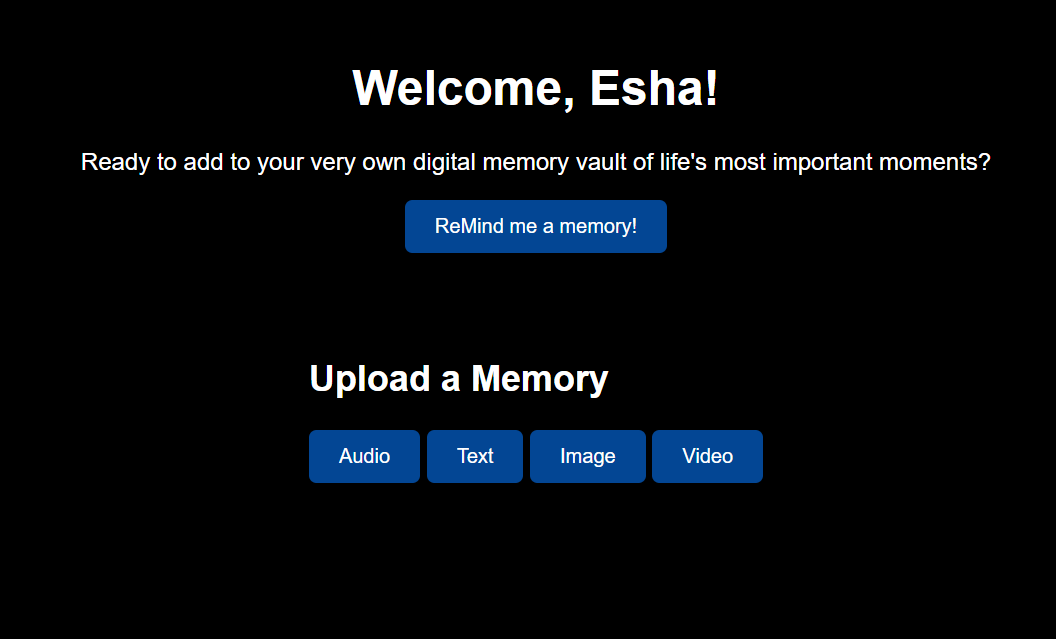 Welcome, Esha!
Ready to add to your very own digital memory vault of life's most important moments?
ReMind me a memory!
Upload a Memory
Audio Text Image Video